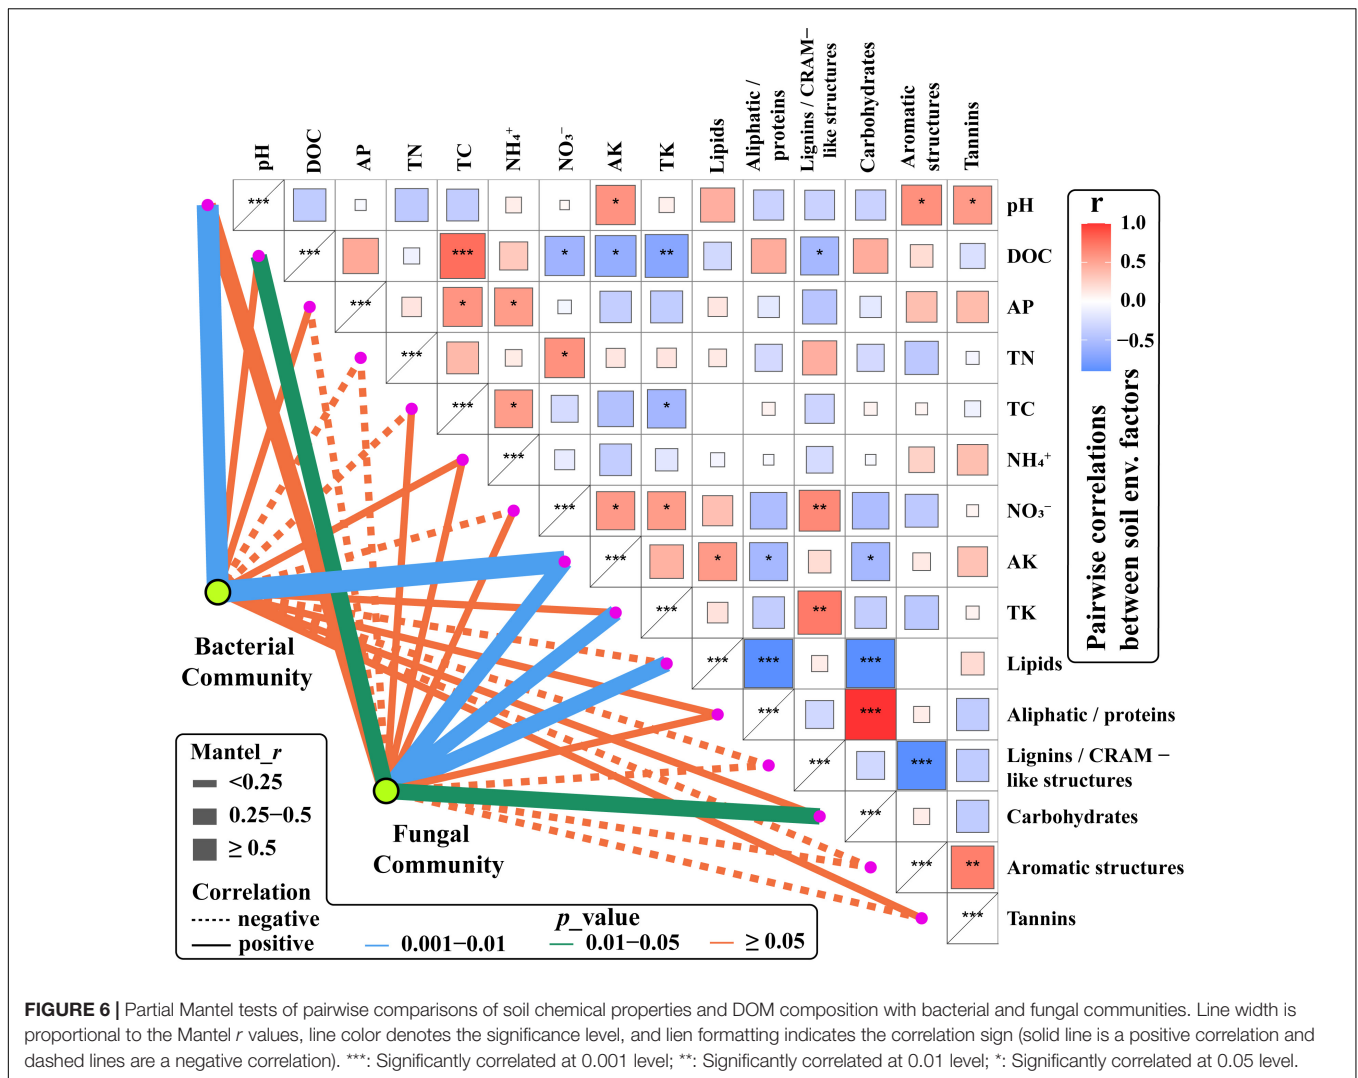 pH
DOC
AP
TN
TC
NH₄⁺
NO₃⁻
AK
TK
Lipids
Aliphatic /
proteins
Lignins / CRAM−
like structures
Carbohydrates
Aromatic
structures
Tannins
*** * * * pH
*** *** * * ** * DOC
*** * * AP
*** * TN
*** * * TC
*** NH₄⁺
*** * * ** NO₃⁻
*** * * * AK
*** ** TK
*** *** *** Lipids
*** *** Aliphatic / proteins
*** *** Lignins / CRAM −
like structures
*** Carbohydrates
*** ** Aromatic structures
*** Tannins
r
1.0
0.5
0.0
−0.5
Pairwise correlations
between soil env. factors
Bacterial
Community
Fungal
Community
Mantel_r
<0.25
0.25−0.5
≥ 0.5
Correlation
negative
positive
p_value
0.001−0.01
0.01−0.05
≥ 0.05
FIGURE 6 | Partial Mantel tests of pairwise comparisons of soil chemical properties and DOM composition with bacterial and fungal communities. Line width is
proportional to the Mantel r values, line color denotes the significance level, and lien formatting indicates the correlation sign (solid line is a positive correlation and
dashed lines are a negative correlation). ***: Significantly correlated at 0.001 level; **: Significantly correlated at 0.01 level; *: Significantly correlated at 0.05 level.